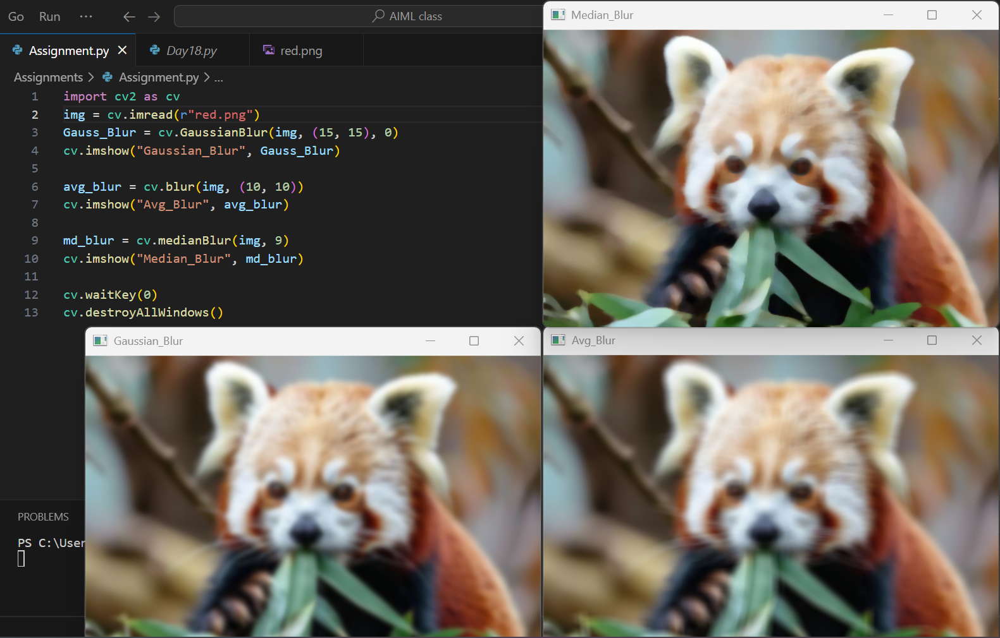 Go Run ··· AIML class
Assignment.py Day18.py red.png
Assignments > Assignment.py > ...
1 import cv2 as cv
2 img = cv.imread(r"red.png")
3 Gauss_Blur = cv.GaussianBlur(img, (15, 15), 0)
4 cv.imshow("Gaussian_Blur", Gauss_Blur)
5
6 avg_blur = cv.blur(img, (10, 10))
7 cv.imshow("Avg_Blur", avg_blur)
8
9 md_blur = cv.medianBlur(img, 9)
10 cv.imshow("Median_Blur", md_blur)
11
12 cv.waitKey(0)
13 cv.destroyAllWindows()
Median_Blur
Gaussian_Blur
Avg_Blur
PROBLEMS
PS C:\User